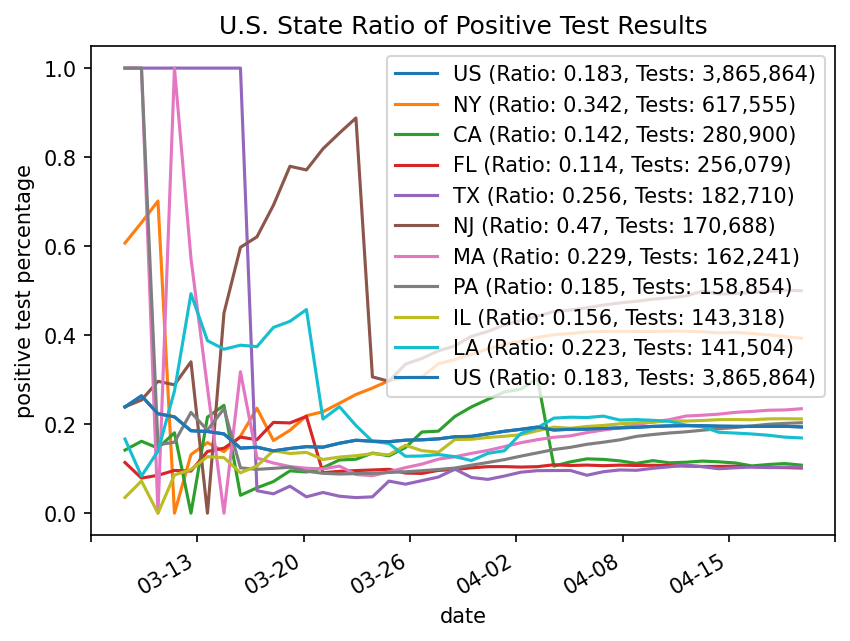 U.S. State Ratio of Positive Test Results
1.0
0.8
0.6
0.4
0.2
0.0
positive test percentage
US (Ratio: 0.183, Tests: 3,865,864)
NY (Ratio: 0.342, Tests: 617,555)
CA (Ratio: 0.142, Tests: 280,900)
FL (Ratio: 0.114, Tests: 256,079)
TX (Ratio: 0.256, Tests: 182,710)
NJ (Ratio: 0.47, Tests: 170,688)
MA (Ratio: 0.229, Tests: 162,241)
PA (Ratio: 0.185, Tests: 158,854)
IL (Ratio: 0.156, Tests: 143,318)
LA (Ratio: 0.223, Tests: 141,504)
US (Ratio: 0.183, Tests: 3,865,864)
03-13
03-20
03-26
04-02
04-08
04-15
date